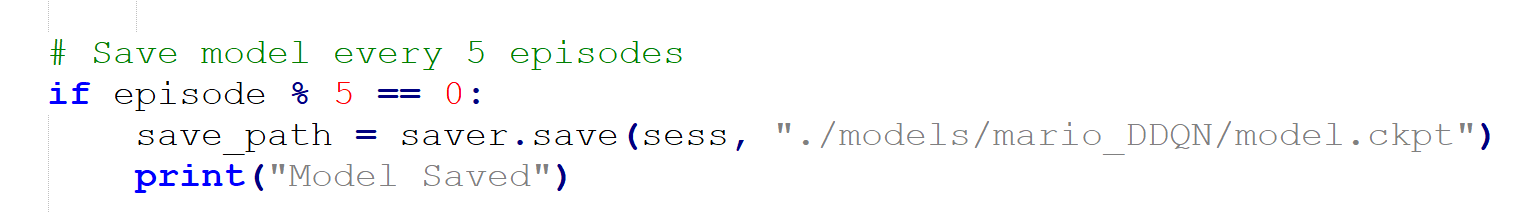 # Save model every 5 episodes
if episode % 5 == 0:
    save_path = saver.save(sess, "./models/mario_DDQN/model.ckpt")
    print("Model Saved")